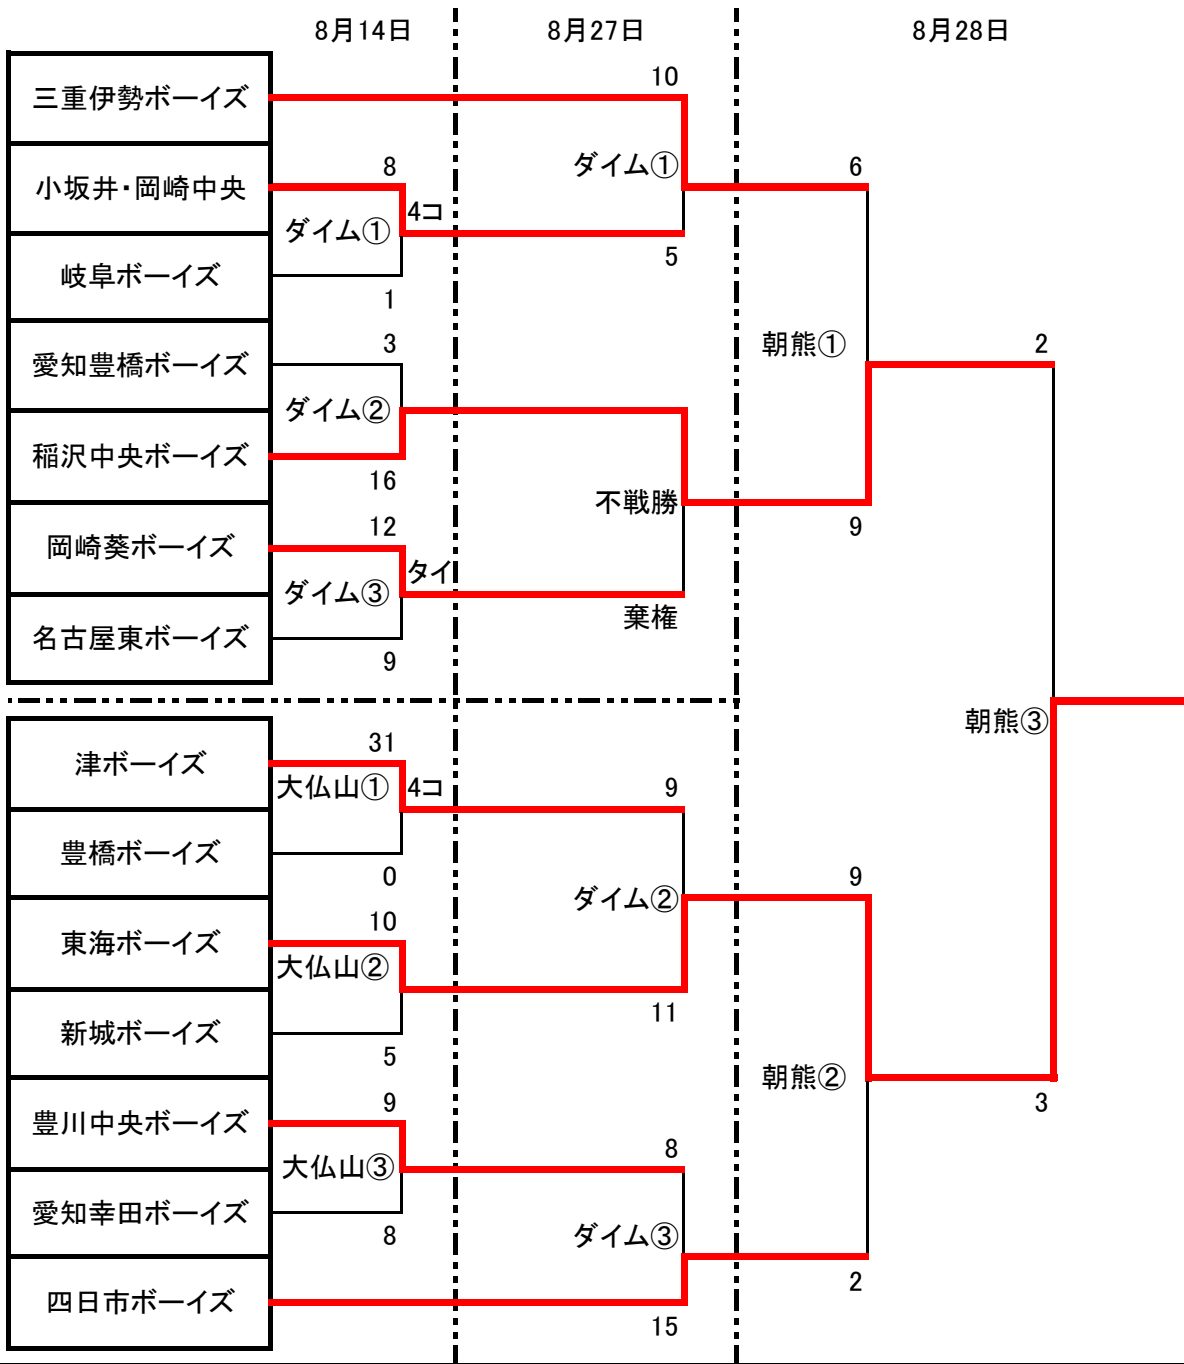 8月14日 8月27日 8月28日
10
三重伊勢ボーイズ
ダイム①
8 6
小坂井・岡崎中央
4コ
ダイム①
5
岐阜ボーイズ
1
3 朝熊① 2
愛知豊橋ボーイズ
ダイム②
稲沢中央ボーイズ
16
不戦勝
12 9
岡崎葵ボーイズ
タイ
ダイム③
棄権
名古屋東ボーイズ
9
朝熊③
31
津ボーイズ
大仏山① 4コ 9
豊橋ボーイズ
0 9
ダイム②
10
東海ボーイズ
大仏山②
11
新城ボーイズ
5
朝熊②
9 3
豊川中央ボーイズ
8
大仏山③
愛知幸田ボーイズ
8 ダイム③
2
四日市ボーイズ
15